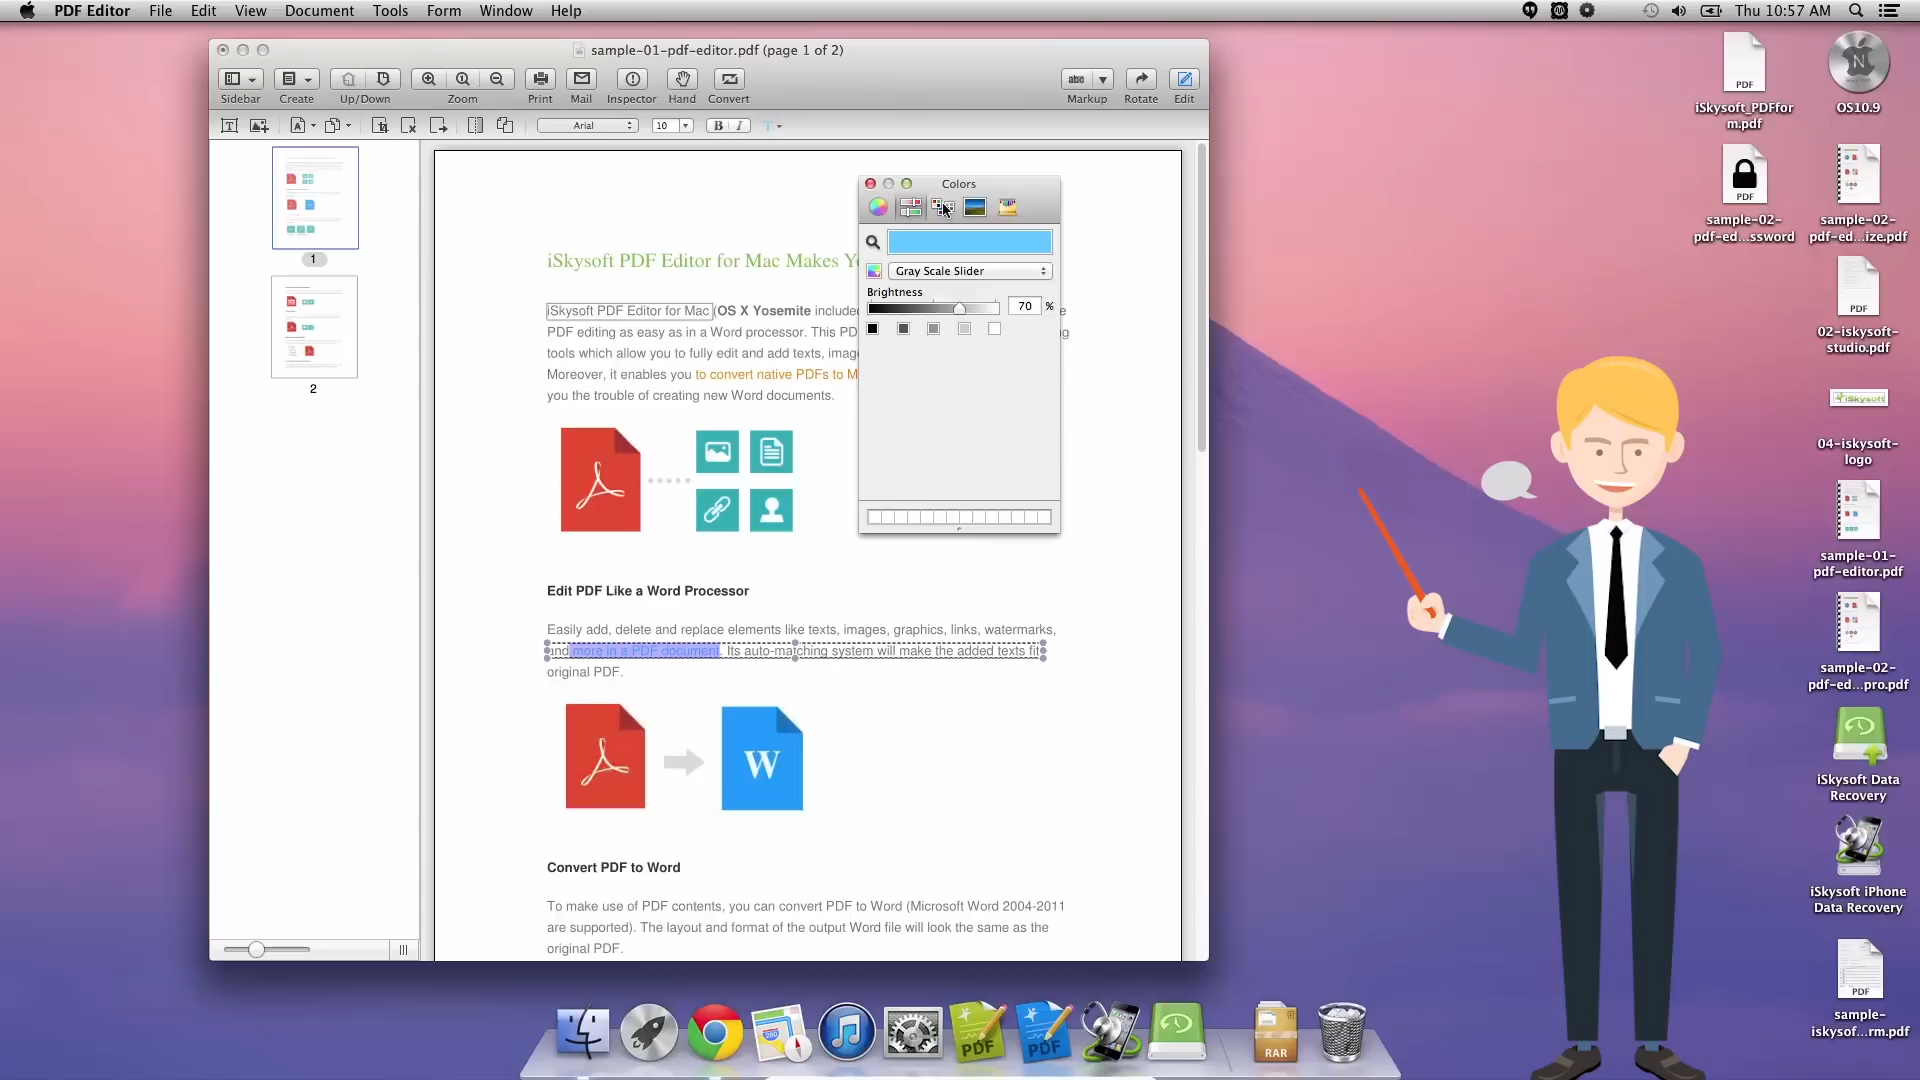 PDF Editor File Edit View Document Tools Form Window Help
Thu 10:57 AM
sample-01-pdf-editor.pdf (page 1 of 2)
Sidebar Create Up/Down Zoom Print Mail Inspector Hand Convert
abc
Markup Rotate Edit
Arial 10 B I T
1
2
Colors
Gray Scale Slider
Brightness
70 %
iSkysoft PDF Editor for Mac Makes Yo
iSkysoft PDF Editor for Mac (OS X Yosemite included
e
PDF editing as easy as in a Word processor. This PD
g
tools which allow you to fully edit and add texts, imag
Moreover, it enables you to convert native PDFs to M
you the trouble of creating new Word documents.
Edit PDF Like a Word Processor
Easily add, delete and replace elements like texts, images, graphics, links, watermarks,
and more in a PDF document. Its auto-matching system will make the added texts fit
original PDF.
W
Convert PDF to Word
To make use of PDF contents, you can convert PDF to Word (Microsoft Word 2004-2011
are supported). The layout and format of the output Word file will look the same as the
original PDF.
PDF
iSkysoft_PDFfor
m.pdf
N
OS10.9
PDF
sample-02-
pdf-ed...ssword
sample-02-
pdf-ed...ize.pdf
PDF
02-iskysoft-
studio.pdf
iSkysoft
04-iskysoft-
logo
sample-01-
pdf-editor.pdf
sample-02-
pdf-ed...pro.pdf
iSkysoft Data
Recovery
iSkysoft iPhone
Data Recovery
PDF
sample-
iskysof...rm.pdf
PDF
PDF
RAR